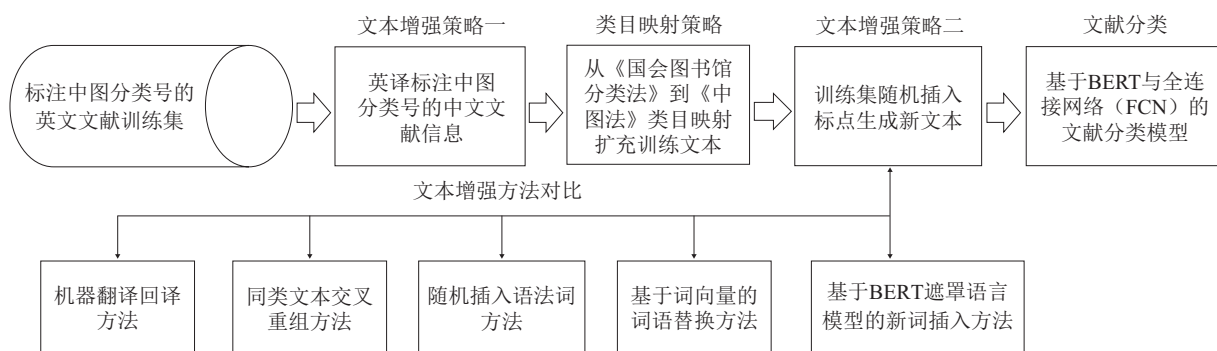 文本增强策略一
类目映射策略
文本增强策略二
文献分类
标注中图分类号的
英文文献训练集
英译标注中图
分类号的中文文
献信息
从《国会图书馆
分类法》到《中
图法》类目映射
扩充训练文本
训练集随机插入
标点生成新文本
基于BERT与全连
接网络（FCN）的
文献分类模型
文本增强方法对比
机器翻译回译
方法
同类文本交叉
重组方法
随机插入语法词
方法
基于词向量的
词语替换方法
基于BERT遮罩语言
模型的新词插入方法